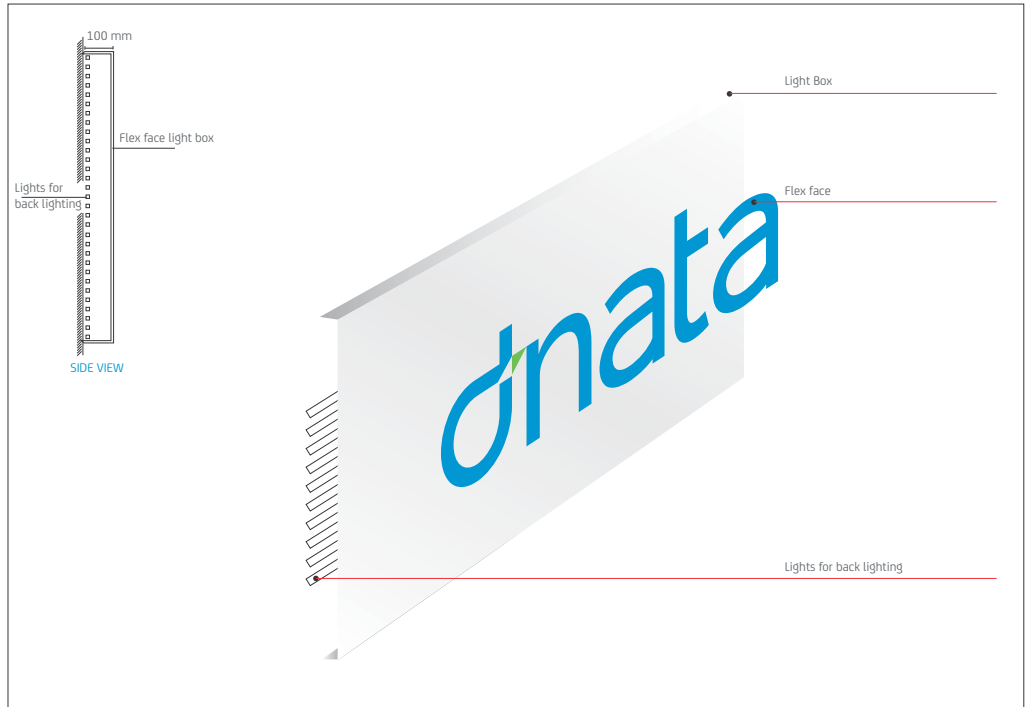 100 mm
Light Box
Flex face light box
Lights for
back lighting
Flex face
dnata
SIDE VIEW
Lights for back lighting